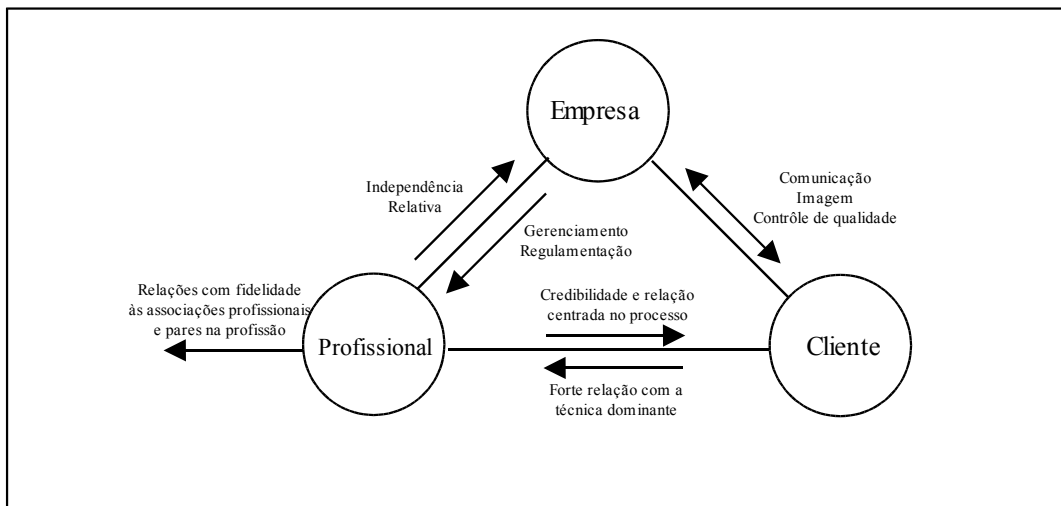 Empresa
Independência
Relativa
Comunicação
Imagem
Contrôle de qualidade
Gerenciamento
Regulamentação
Relações com fidelidade
às associações profissionais
e pares na profissão
Credibilidade e relação
centrada no processo
Profissional
Cliente
Forte relação com a
técnica dominante